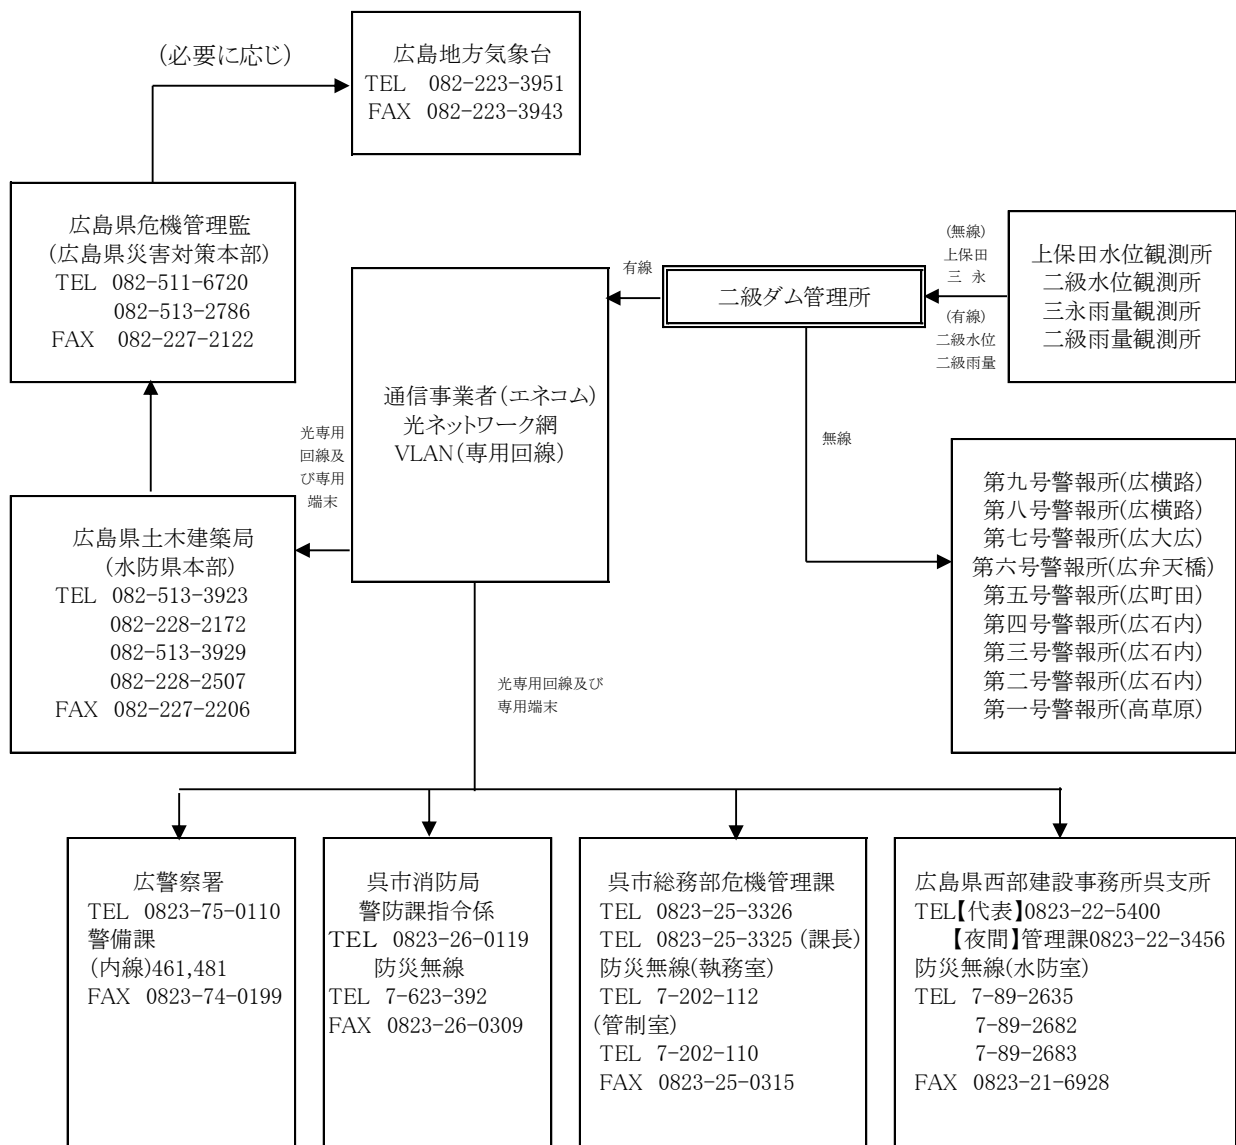 (必要に応じ)
広島地方気象台
TEL 082-223-3951
FAX 082-223-3943
広島県危機管理監
(広島県災害対策本部)
TEL 082-511-6720
082-513-2786
FAX 082-227-2122
通信事業者(エネコム)
光ネットワーク網
VLAN(専用回線)
有線
二級ダム管理所
(無線)
上保田
三 永
(有線)
二級水位
二級雨量
上保田水位観測所
二級水位観測所
三永雨量観測所
二級雨量観測所
光専用
回線及
び専用
端末
無線
第九号警報所(広横路)
第八号警報所(広横路)
第七号警報所(広大広)
第六号警報所(広弁天橋)
第五号警報所(広町田)
第四号警報所(広石内)
第三号警報所(広石内)
第二号警報所(広石内)
第一号警報所(高草原)
広島県土木建築局
(水防県本部)
TEL 082-513-3923
082-228-2172
082-513-3929
082-228-2507
FAX 082-227-2206
光専用回線及び
専用端末
広警察署
TEL 0823-75-0110
警備課
(内線)461,481
FAX 0823-74-0199
呉市消防局
警防課指令係
TEL 0823-26-0119
防災無線
TEL 7-623-392
FAX 0823-26-0309
呉市総務部危機管理課
TEL 0823-25-3326
TEL 0823-25-3325 (課長)
防災無線(執務室)
TEL 7-202-112
(管制室)
TEL 7-202-110
FAX 0823-25-0315
広島県西部建設事務所呉支所
TEL【代表】0823-22-5400
【夜間】管理課0823-22-3456
防災無線(水防室)
TEL 7-89-2635
7-89-2682
7-89-2683
FAX 0823-21-6928